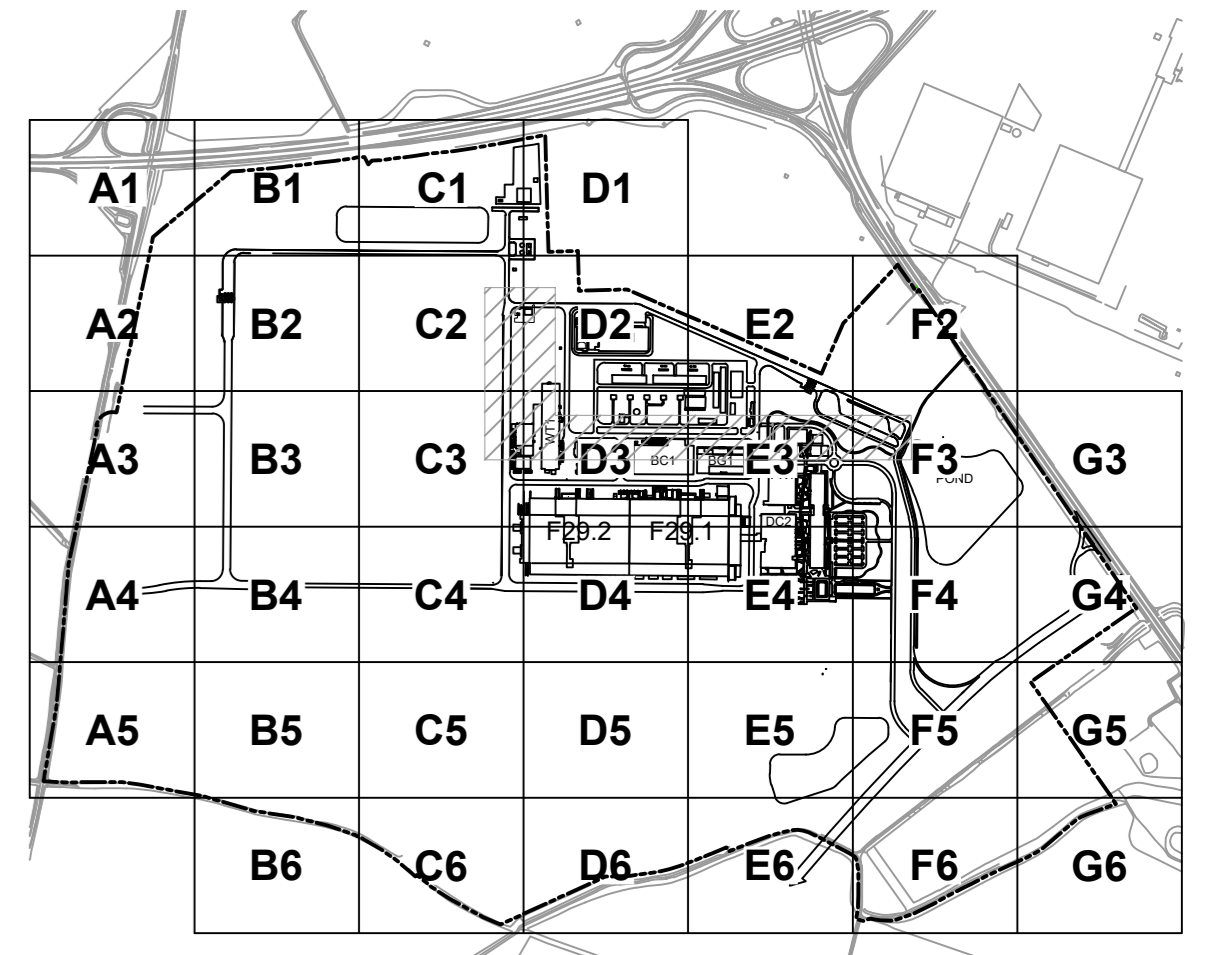 A1 B1 C1 D1
A2 B2 C2 D2 E2 F2
A3 B3 C3 D3 E3 F3 G3
WT1
BC1
BG1
POND
DC2
F29.2 F29.1
A4 B4 C4 D4 E4 F4 G4
A5 B5 C5 D5 E5 F5 G5
B6 C6 D6 E6 F6 G6